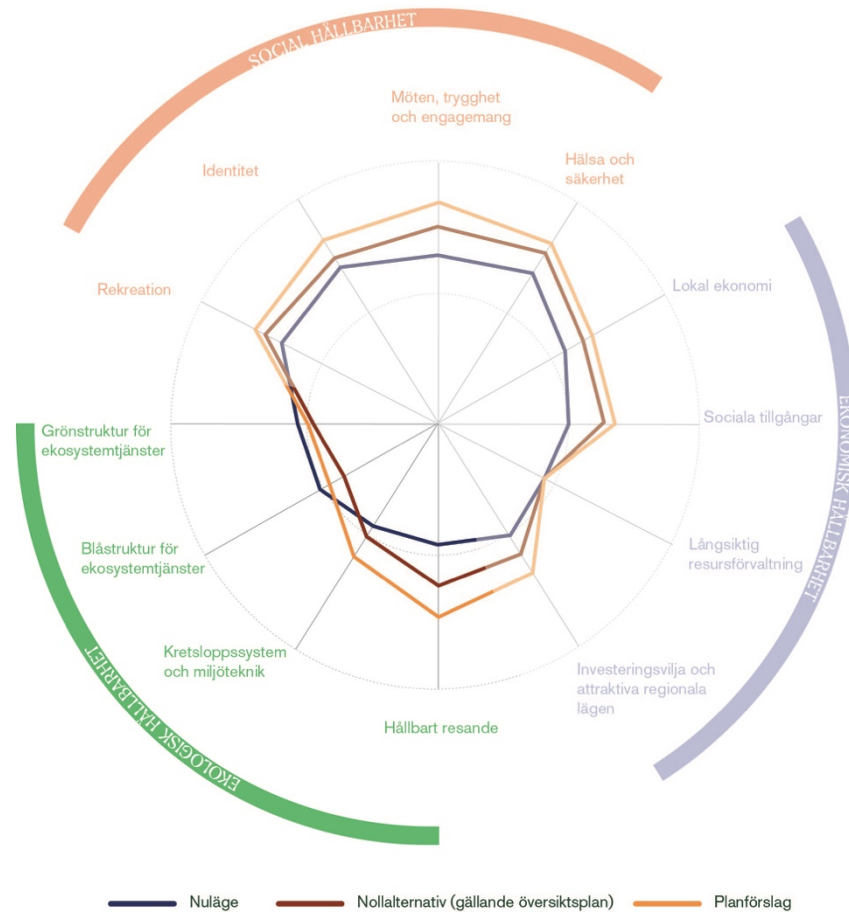 SOCIAL HÅLLBARHET
Möten, trygghet
och engagemang
Hälsa och
säkerhet
Identitet
Lokal ekonomi
Rekreation
Sociala tillgångar
Grönstruktur för
ekosystemtjänster
EKONOMISK HÅLLBARHET
Långsiktig
resursförvaltning
Blåstruktur för
ekosystemtjänster
Kretsloppssystem
och miljöteknik
Investeringsvilja och
attraktiva regionala
lägen
EKOLOGISK HÅLLBARHET
Hållbart resande
Nuläge
Nollalternativ (gällande översiktsplan)
Planförslag